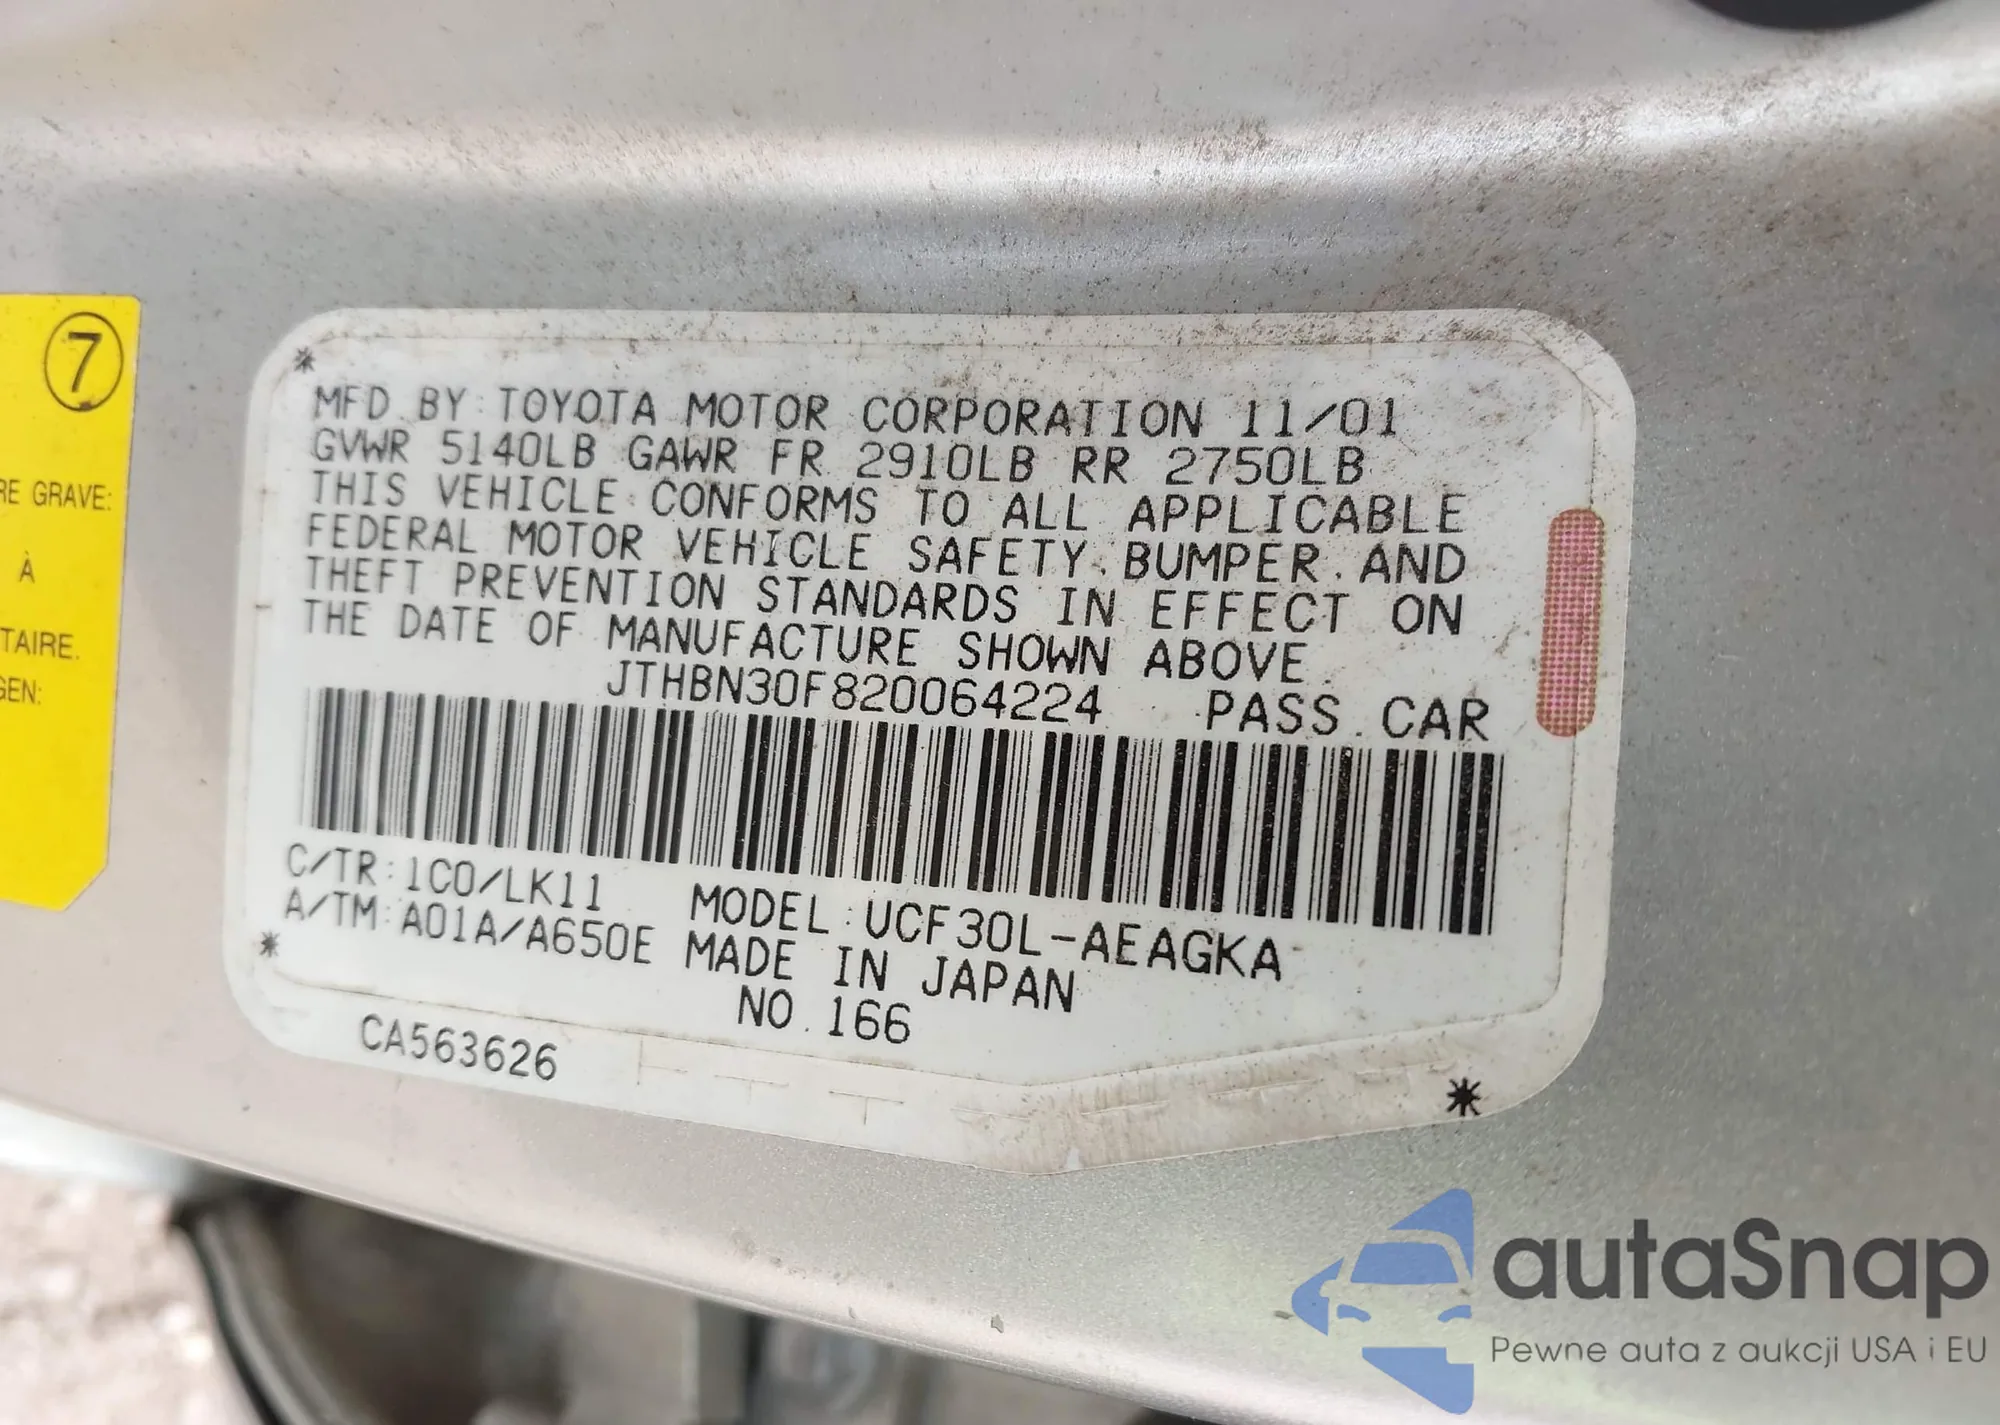 7
RE GRAVE:
À
TAIRE.
GEN:
MFD. BY: TOYOTA MOTOR CORPORATION 11/01
GVWR 5140LB GAWR FR. 2910LB RR 2750LB
THIS VEHICLE CONFORMS TO ALL APPLICABLE
FEDERAL MOTOR VEHICLE SAFETY, BUMPER, AND
THEFT PREVENTION STANDARDS IN EFFECT ON
THE DATE OF MANUFACTURE SHOWN ABOVE.
JTHBN30F820064224 PASS. CAR
C/TR: 1C0/LK11 MODEL: UCF30L-AEAGKA
A/TM: A01A/A650E MADE IN JAPAN
NO. 166
CA563626
autaSnap
Pewne auta z aukcji USA i EU